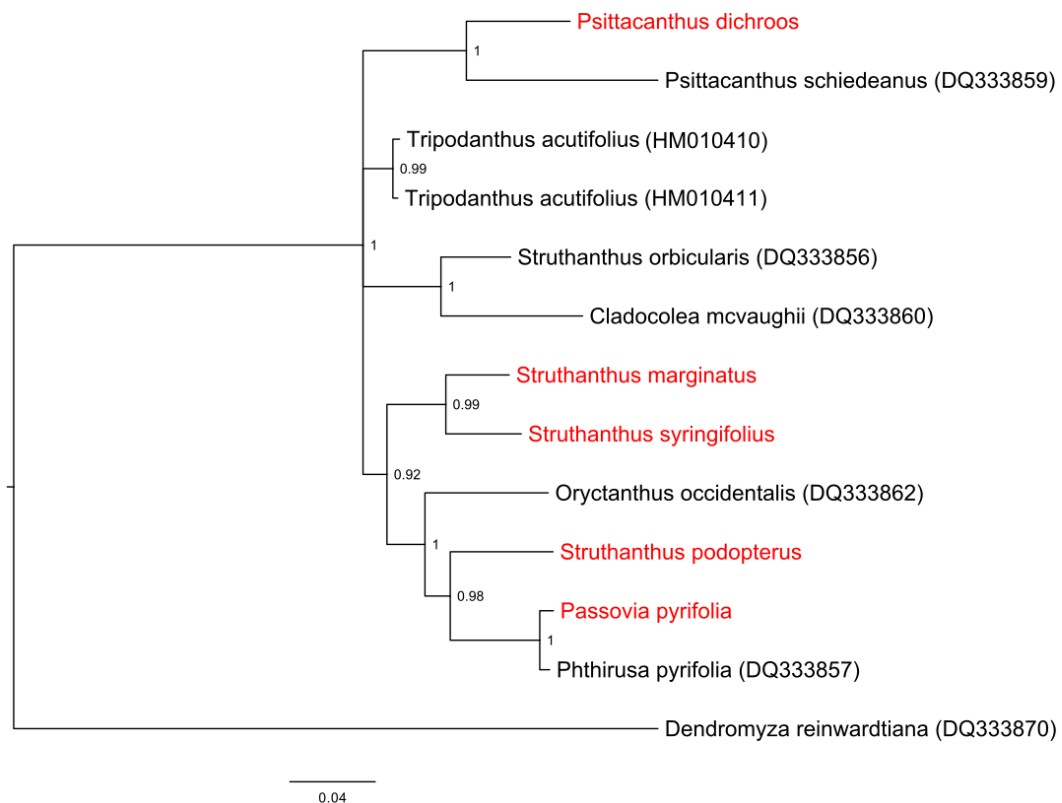 Psittacanthus dichroos
1
Psittacanthus schiedeanus (DQ333859)
Tripodanthus acutifolius (HM010410)
0.99
Tripodanthus acutifolius (HM010411)
1
Struthanthus orbicularis (DQ333856)
1
Cladocolea mcvaughii (DQ333860)
Struthanthus marginatus
0.99
Struthanthus syringifolius
0.92
Oryctanthus occidentalis (DQ333862)
1
Struthanthus podopterus
0.98
Passovia pyrifolia
1
Phthirusa pyrifolia (DQ333857)
Dendromyza reinwardtiana (DQ333870)
0.04